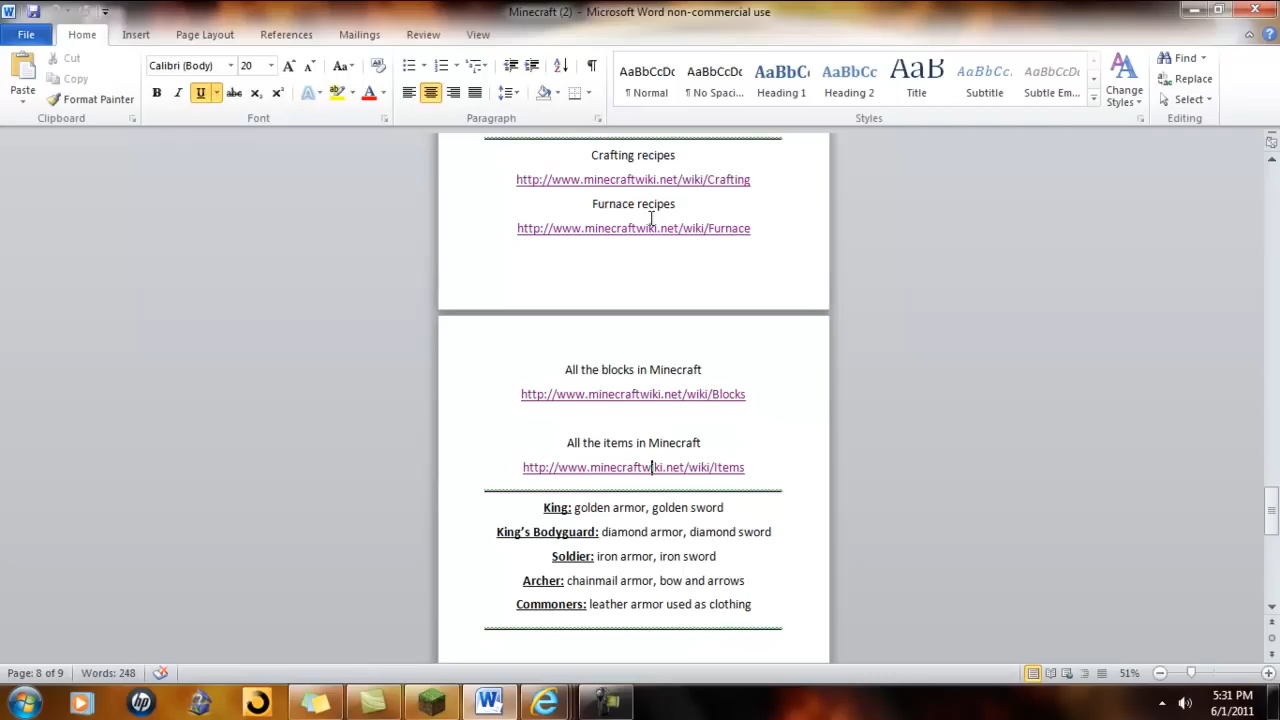 Minecraft (2) - Microsoft Word non-commercial use
File Home Insert Page Layout References Mailings Review View
Paste
Cut
Copy
Format Painter
Clipboard
Calibri (Body) 20
Font
Paragraph
AaBbCcDc ¶ Normal
AaBbCcDc ¶ No Spaci...
AaBbC Heading 1
AaBbCc Heading 2
AaB Title
AaBbCcDi Subtitle
AaBbCcDi Subtle Em...
Styles
Change Styles
Find
Replace
Select
Editing
Crafting recipes
http://www.minecraftwiki.net/wiki/Crafting
Furnace recipes
http://www.minecraftwiki.net/wiki/Furnace
All the blocks in Minecraft
http://www.minecraftwiki.net/wiki/Blocks
All the items in Minecraft
http://www.minecraftwiki.net/wiki/Items
King: golden armor, golden sword
King's Bodyguard: diamond armor, diamond sword
Soldier: iron armor, iron sword
Archer: chainmail armor, bow and arrows
Commoners: leather armor used as clothing
Page: 8 of 9 Words: 248 51%
5:31 PM
6/1/2011